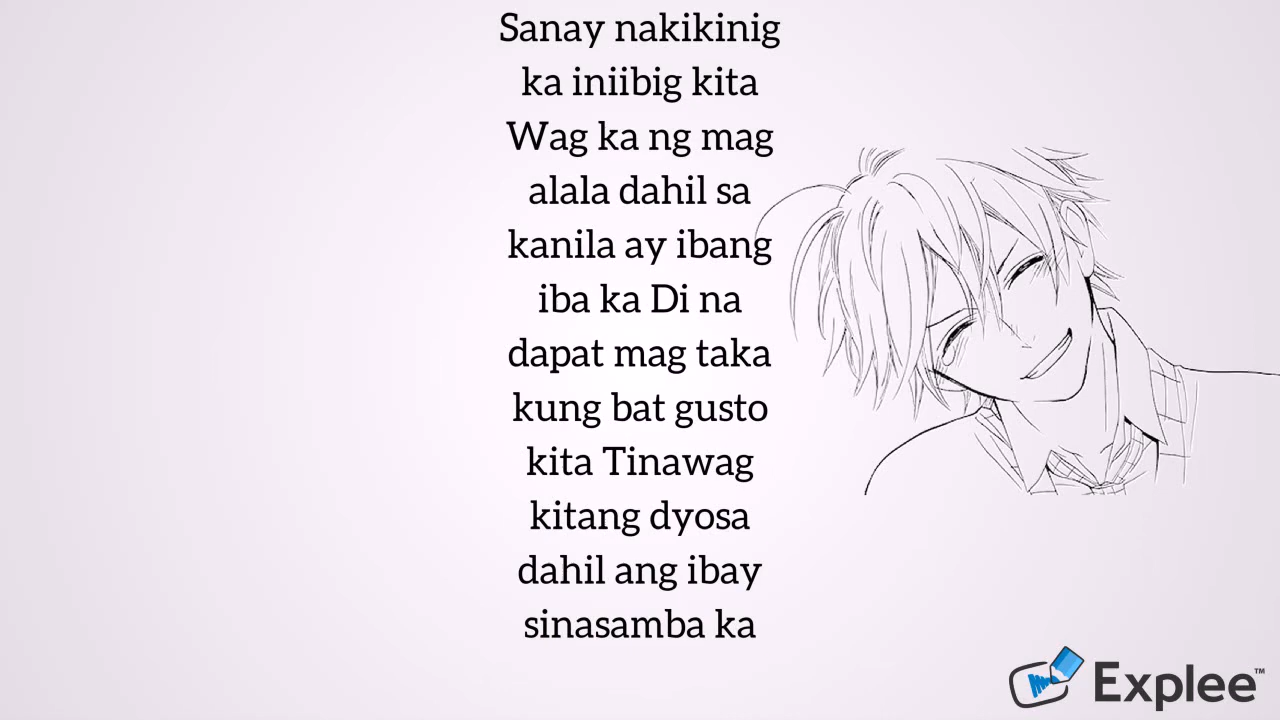 Sanay nakikinig
ka iniibig kita
Wag ka ng mag
alala dahil sa
kanila ay ibang
iba ka Di na
dapat mag taka
kung bat gusto
kita Tinawag
kitang dyosa
dahil ang ibay
sinasamba ka
Explee™